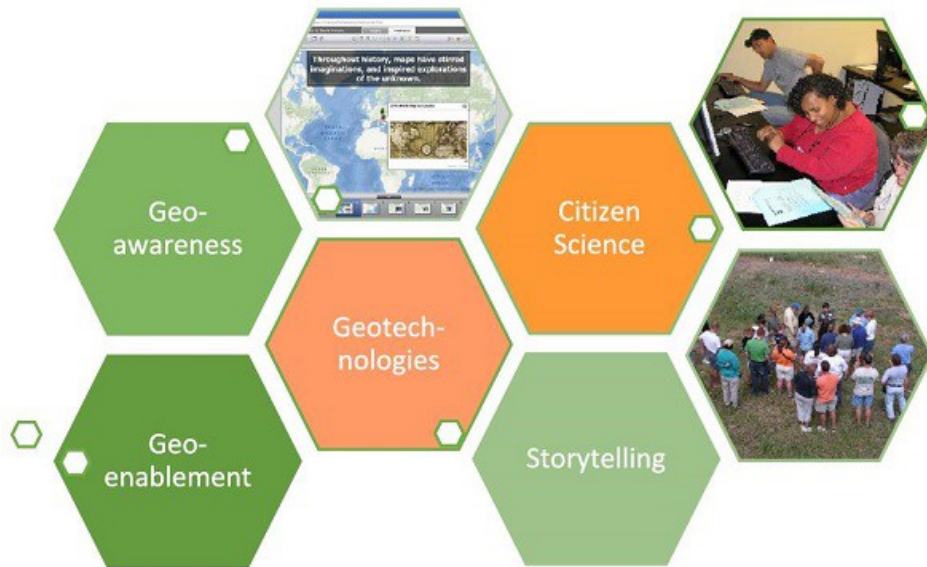 Throughout history, maps have stirred
imaginations, and inspired explorations
of the unknown.
Geo-
awareness
Citizen
Science
Geotech-
nologies
Geo-
enablement
Storytelling